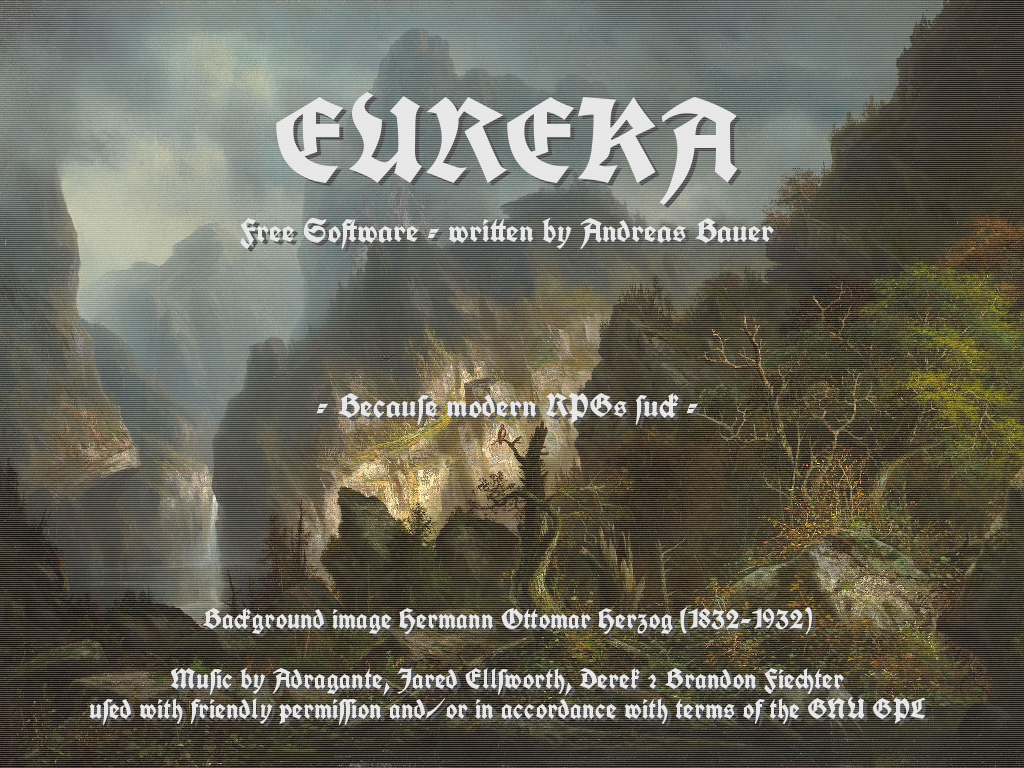 EUREKA
Free Software - written by Andreas Bauer
- Becauſe modern RPGs ſuck -
Background image Hermann Ottomar Herzog (1832-1932)
Muſic by Adragante, Jared Ellſworth, Derek & Brandon Fiechter
uſed with friendly permiſſion and/or in accordance with terms of the GNU GPL